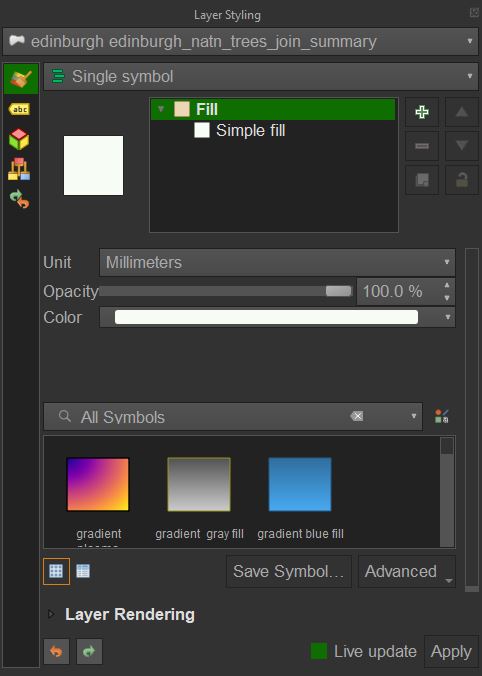 Layer Styling
edinburgh edinburgh_natn_trees_join_summary
abc
Single symbol
Fill
Simple fill
Unit
Millimeters
Opacity
100.0 %
Color
All Symbols
gradient
gradient gray fill
gradient blue fill
Save Symbol...
Advanced
Layer Rendering
Live update
Apply